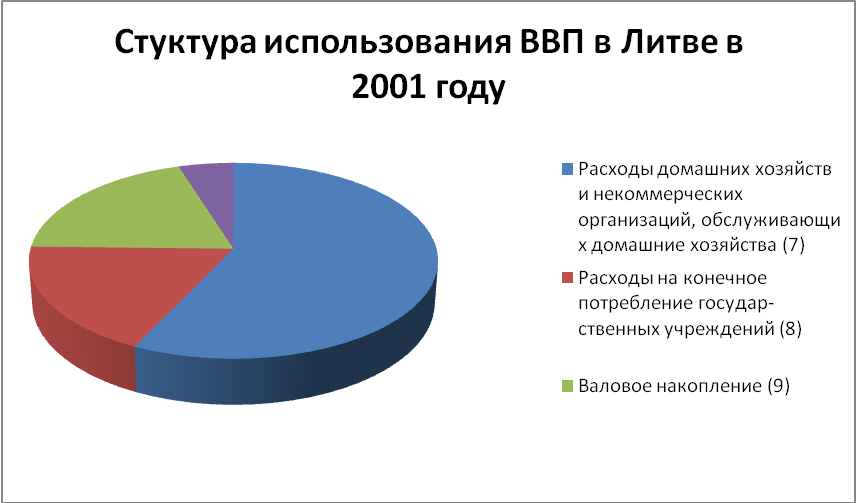 Стуктура использования ВВП в Литве в
2001 году
Расходы домашних хозяйств
и некоммерческих
организаций, обслуживающи
х домашние хозяйства (7)
Расходы на конечное
потребление государ-
ственных учреждений (8)
Валовое накопление (9)